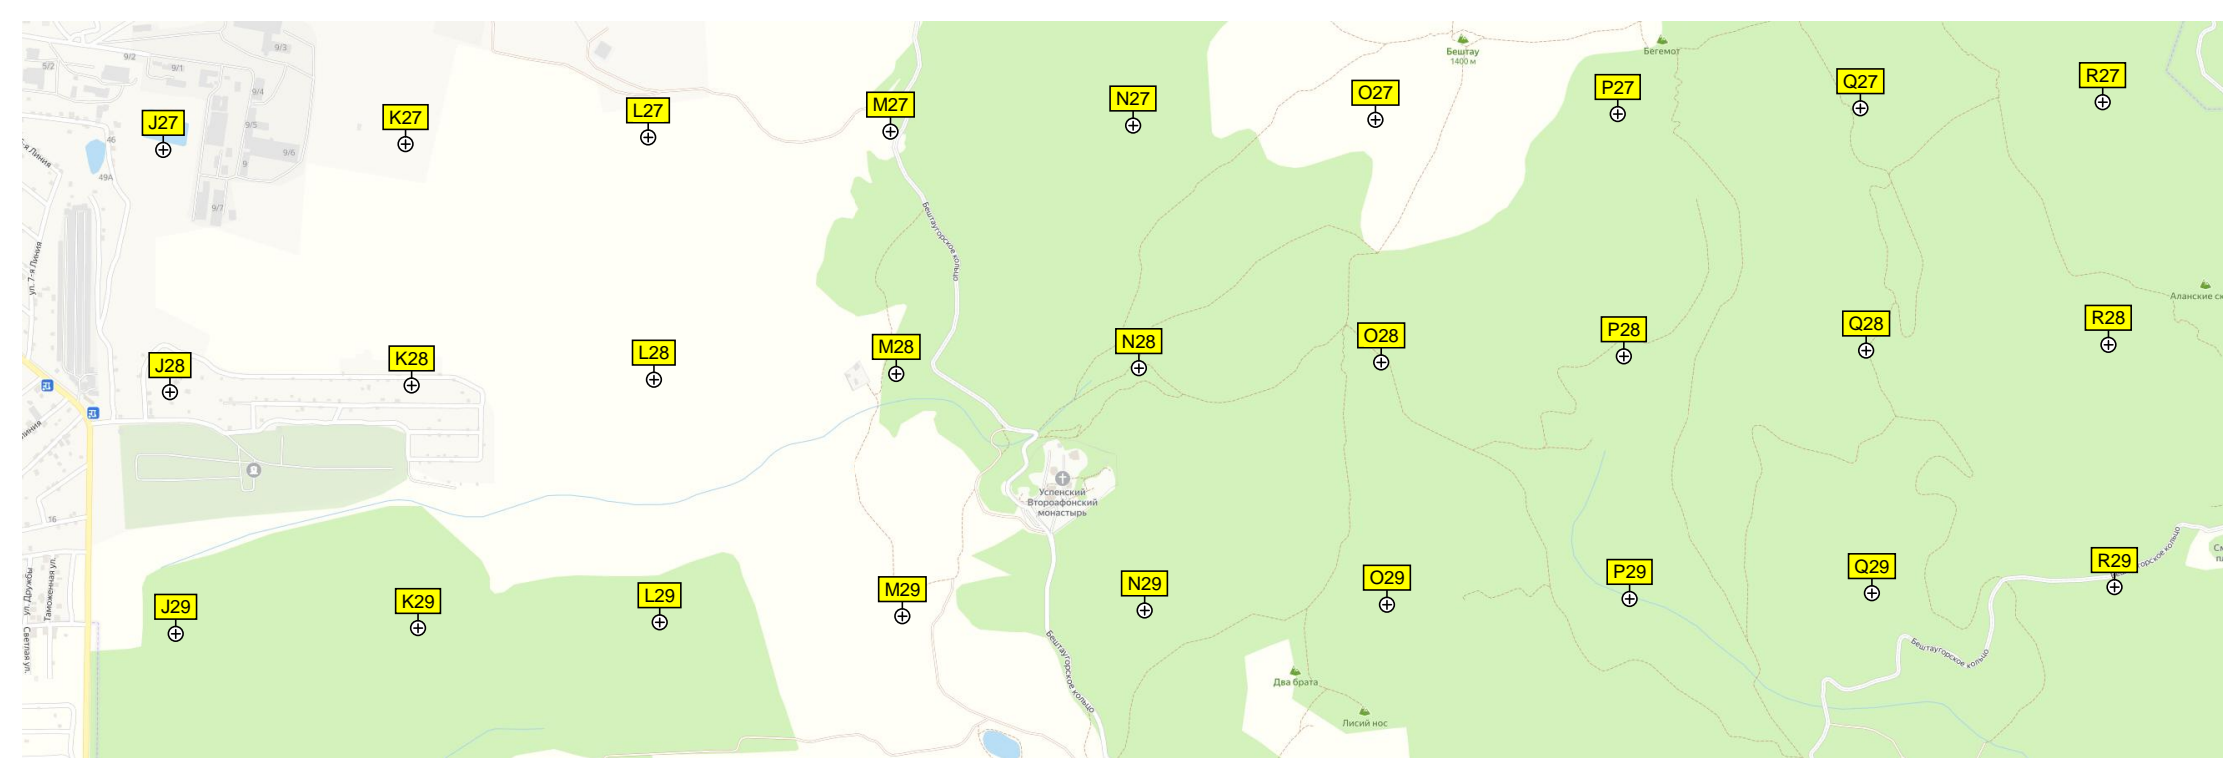 9/3
9/2
5/2
9/1
9/4
9/5
9/6
9
9/7
46
49А
Бештау
1400 м
Бегемот
J27
K27
L27
M27
N27
O27
P27
Q27
R27
ул. 7-я Линия
Бештаугорское кольцо
Аланские ск
J28
K28
L28
M28
N28
O28
P28
Q28
R28
Успенский
Второафонский
монастырь
16
ул. Дружбы
Таможенная ул.
Светлая ул.
J29
K29
L29
M29
N29
O29
P29
Q29
R29
горское кольцо
Бештаугорское кольцо
Бештаугорское кольцо
Два брата
Лисий нос